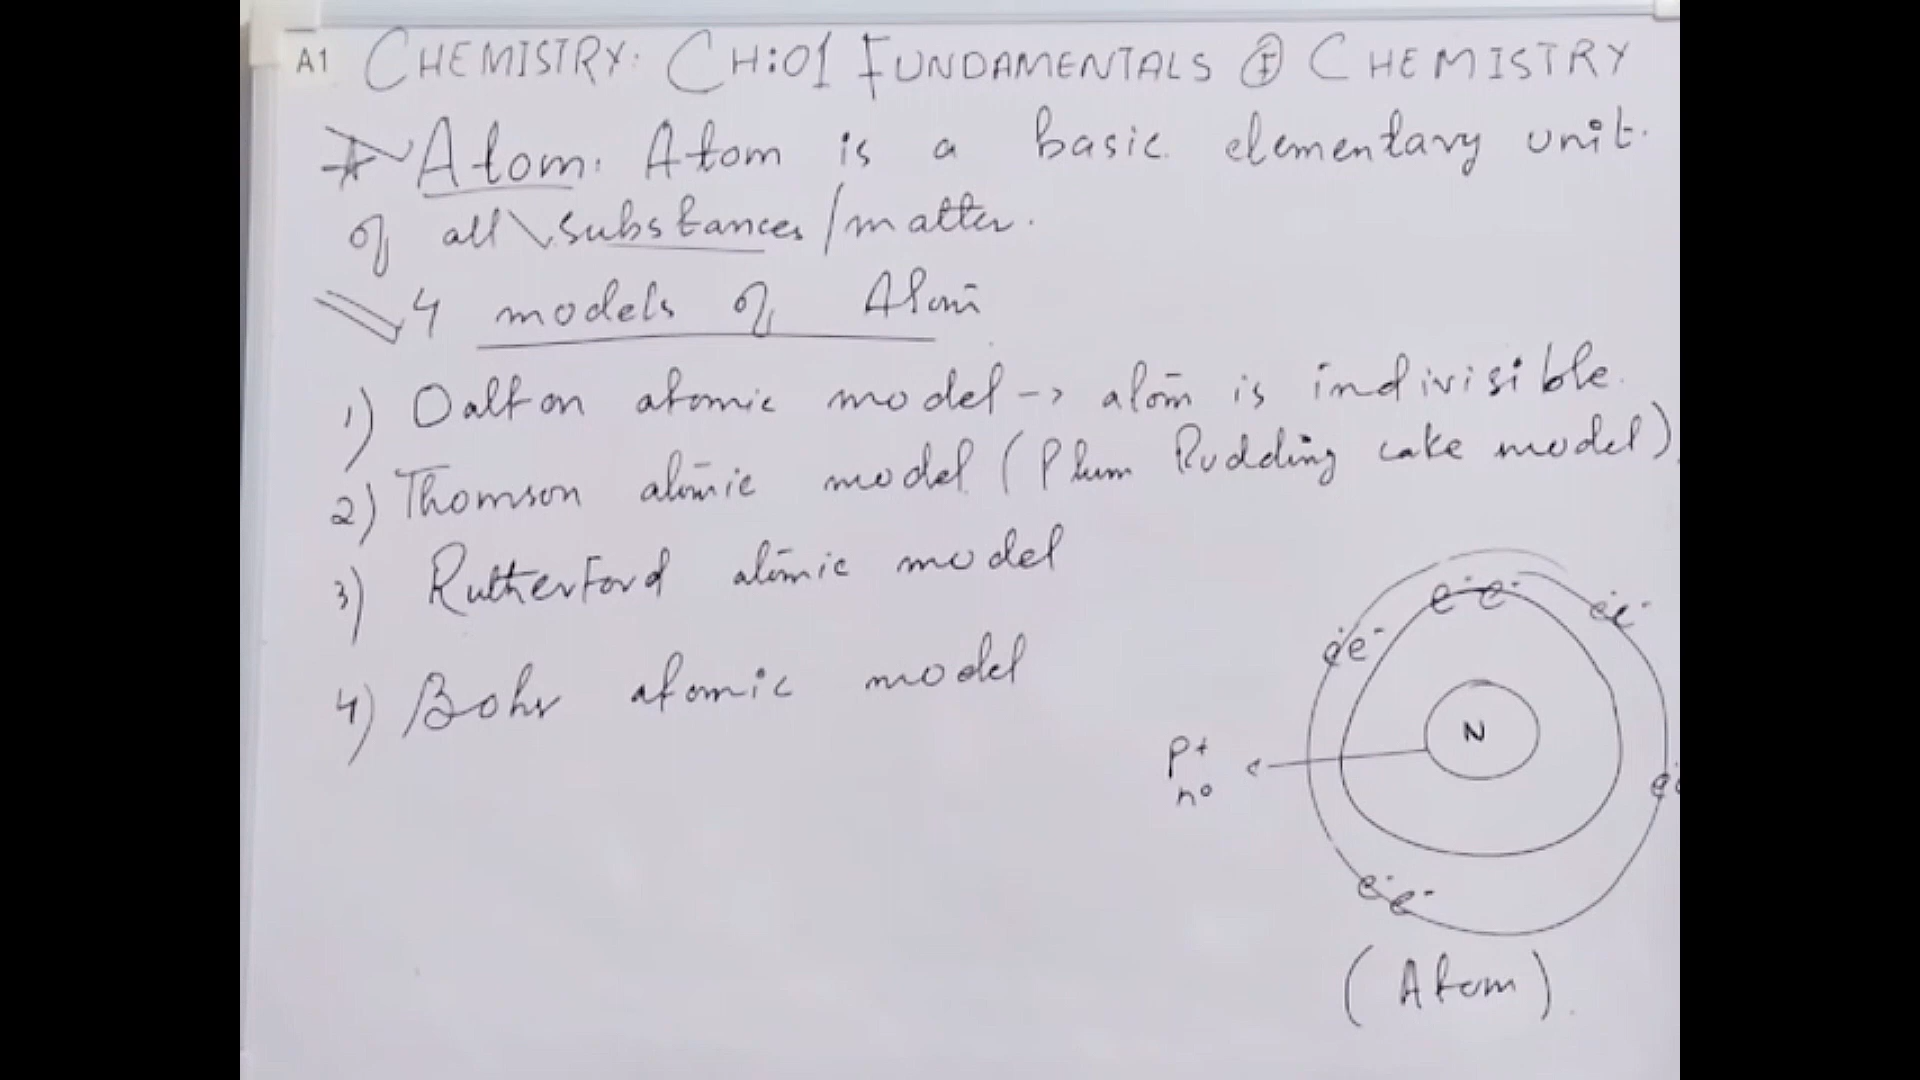 A1 CHEMISTRY: CH:01 FUNDAMENTALS OF CHEMISTRY
Atom: Atom is a basic elementary unit
of all substances/matter.
4 models of Atom
1) Dalton atomic model -> atom is indivisible.
2) Thomson atomic model (Plum Pudding cake model)
3) Rutherford atomic model
4) Bohr atomic model
e- e-
e- e-
e- e-
N
P+
n°
e- e-
(Atom).